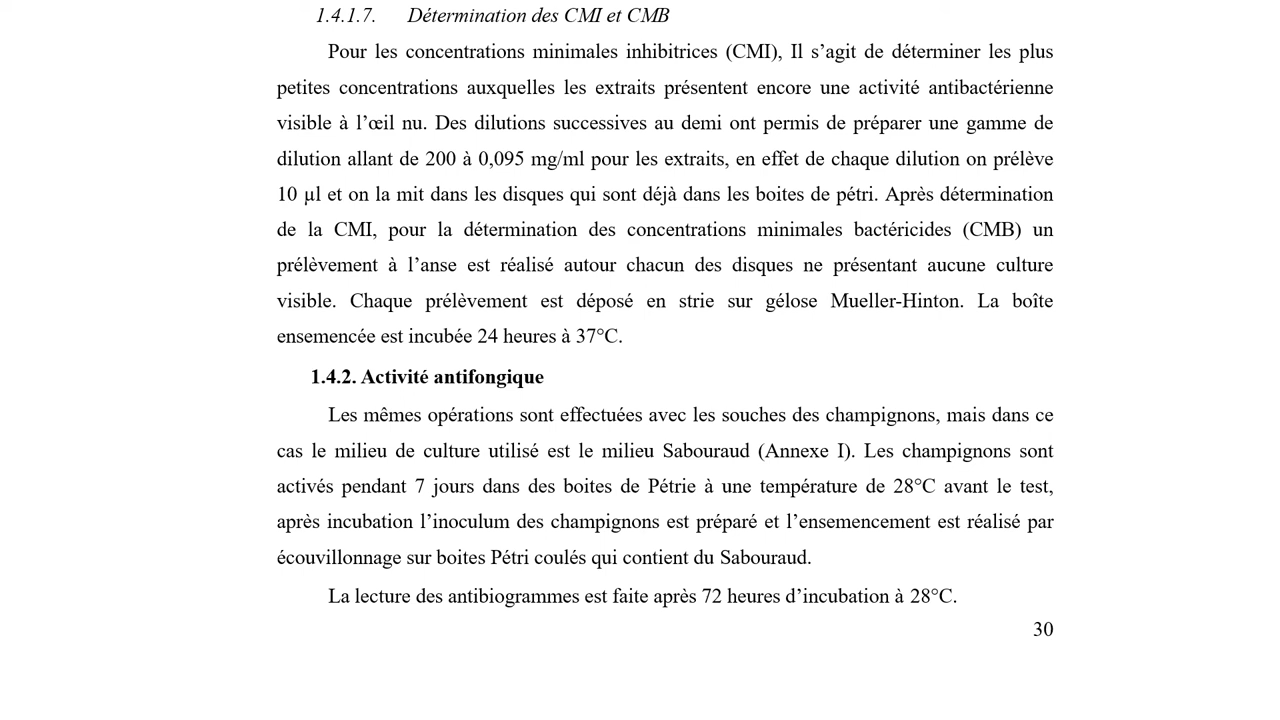 1.4.1.7. Détermination des CMI et CMB
Pour les concentrations minimales inhibitrices (CMI), Il s’agit de déterminer les plus
petites concentrations auxquelles les extraits présentent encore une activité antibactérienne
visible à l’œil nu. Des dilutions successives au demi ont permis de préparer une gamme de
dilution allant de 200 à 0,095 mg/ml pour les extraits, en effet de chaque dilution on prélève
10 µl et on la mit dans les disques qui sont déjà dans les boites de pétri. Après détermination
de la CMI, pour la détermination des concentrations minimales bactéricides (CMB) un
prélèvement à l’anse est réalisé autour chacun des disques ne présentant aucune culture
visible. Chaque prélèvement est déposé en strie sur gélose Mueller-Hinton. La boîte
ensemencée est incubée 24 heures à 37°C.
1.4.2. Activité antifongique
Les mêmes opérations sont effectuées avec les souches des champignons, mais dans ce
cas le milieu de culture utilisé est le milieu Sabouraud (Annexe I). Les champignons sont
activés pendant 7 jours dans des boites de Pétrie à une température de 28°C avant le test,
après incubation l’inoculum des champignons est préparé et l’ensemencement est réalisé par
écouvillonnage sur boites Pétri coulés qui contient du Sabouraud.
La lecture des antibiogrammes est faite après 72 heures d’incubation à 28°C.
30